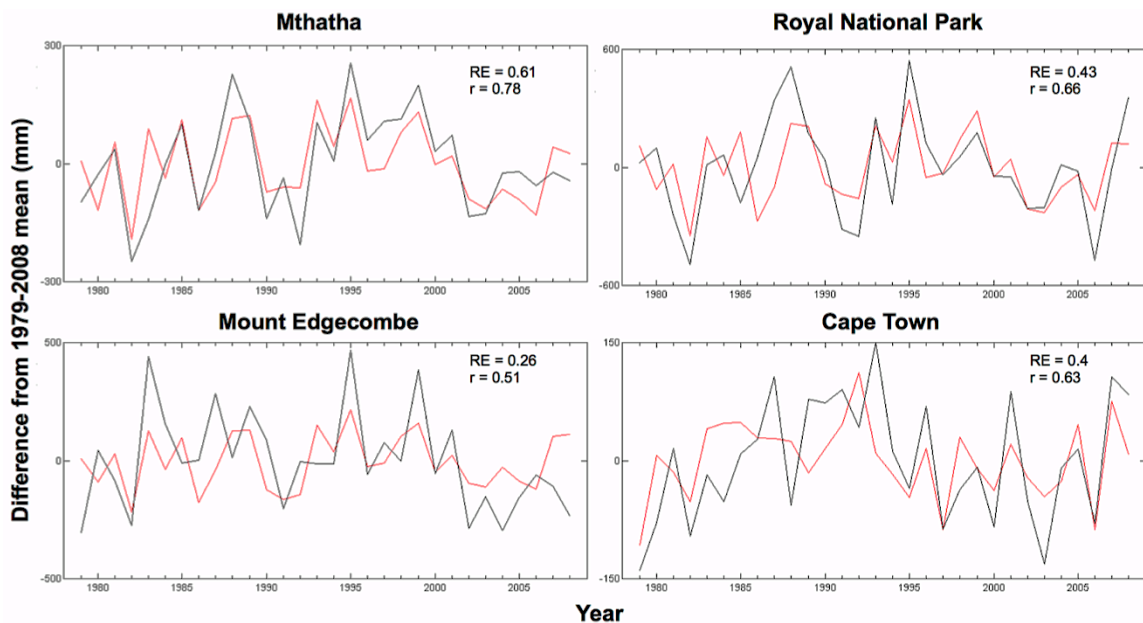 Mthatha
Royal National Park
300
0
-300
RE = 0.61
r = 0.78
1980 1985 1990 1995 2000 2005
600
0
-600
RE = 0.43
r = 0.66
1980 1985 1990 1995 2000 2005
Difference from 1979-2008 mean (mm)
Mount Edgecombe
Cape Town
500
0
-500
RE = 0.26
r = 0.51
1980 1985 1990 1995 2000 2005
150
0
-150
RE = 0.4
r = 0.63
1980 1985 1990 1995 2000 2005
Year